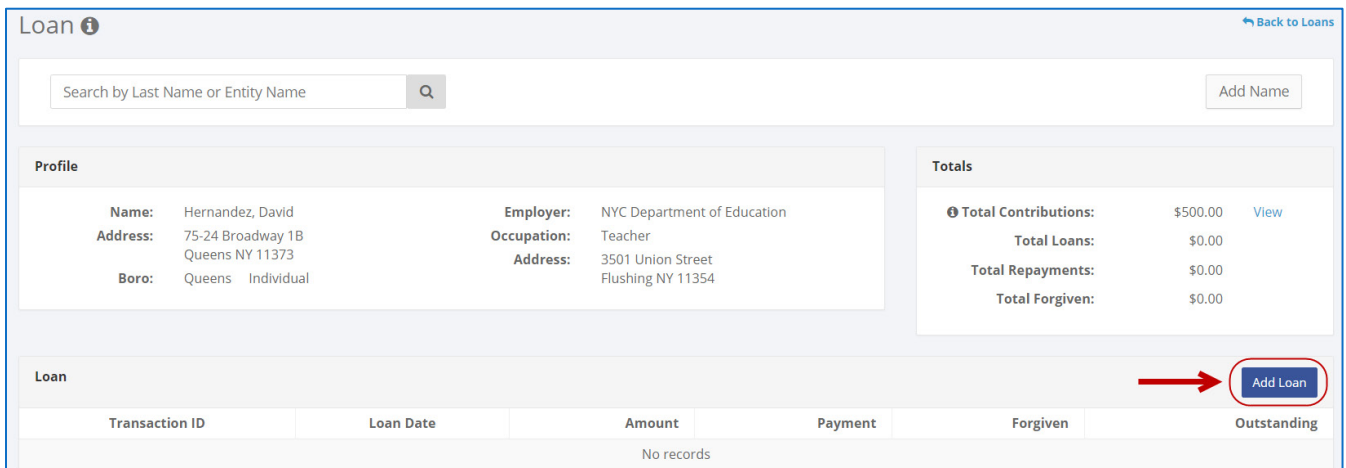 Loan
Back to Loans
Search by Last Name or Entity Name
Add Name
Profile
Name: Hernandez, David
Address: 75-24 Broadway 1B
Queens NY 11373
Boro: Queens Individual
Employer: NYC Department of Education
Occupation: Teacher
Address: 3501 Union Street
Flushing NY 11354
Totals
Total Contributions: $500.00 View
Total Loans: $0.00
Total Repayments: $0.00
Total Forgiven: $0.00
Loan
Add Loan
Transaction ID Loan Date Amount Payment Forgiven Outstanding
No records